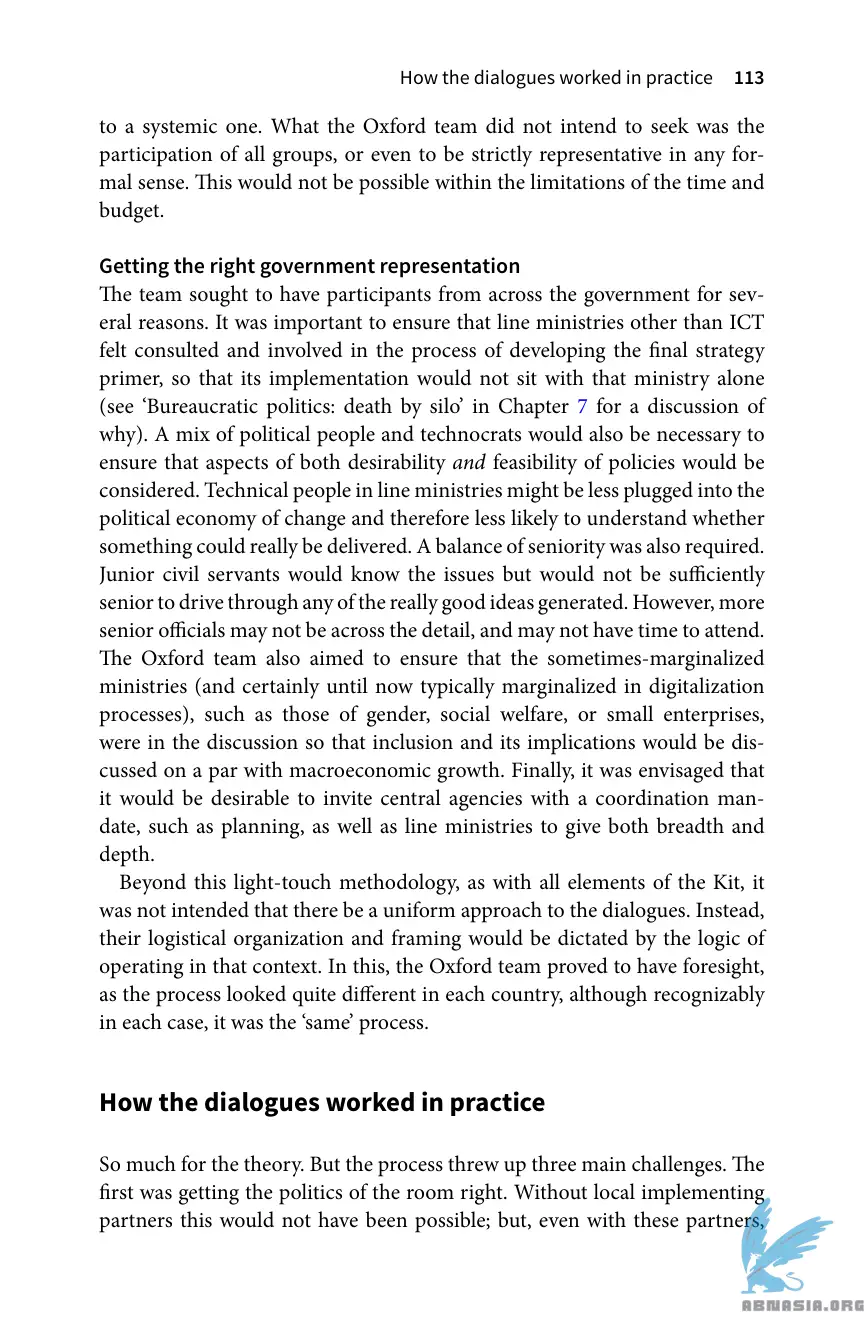 How the dialogues worked in practice 113
to a systemic one. What the Oxford team did not intend to seek was the
participation of all groups, or even to be strictly representative in any for-
mal sense. This would not be possible within the limitations of the time and
budget.
Getting the right government representation
The team sought to have participants from across the government for sev-
eral reasons. It was important to ensure that line ministries other than ICT
felt consulted and involved in the process of developing the final strategy
primer, so that its implementation would not sit with that ministry alone
(see ‘Bureaucratic politics: death by silo’ in Chapter 7 for a discussion of
why). A mix of political people and technocrats would also be necessary to
ensure that aspects of both desirability and feasibility of policies would be
considered. Technical people in line ministries might be less plugged into the
political economy of change and therefore less likely to understand whether
something could really be delivered. A balance of seniority was also required.
Junior civil servants would know the issues but would not be sufficiently
senior to drive through any of the really good ideas generated. However, more
senior officials may not be across the detail, and may not have time to attend.
The Oxford team also aimed to ensure that the sometimes-marginalized
ministries (and certainly until now typically marginalized in digitalization
processes), such as those of gender, social welfare, or small enterprises,
were in the discussion so that inclusion and its implications would be dis-
cussed on a par with macroeconomic growth. Finally, it was envisaged that
it would be desirable to invite central agencies with a coordination man-
date, such as planning, as well as line ministries to give both breadth and
depth.
Beyond this light-touch methodology, as with all elements of the Kit, it
was not intended that there be a uniform approach to the dialogues. Instead,
their logistical organization and framing would be dictated by the logic of
operating in that context. In this, the Oxford team proved to have foresight,
as the process looked quite different in each country, although recognizably
in each case, it was the ‘same’ process.
How the dialogues worked in practice
So much for the theory. But the process threw up three main challenges. The
first was getting the politics of the room right. Without local implementing
partners this would not have been possible; but, even with these partners,
ABNASIA.ORG